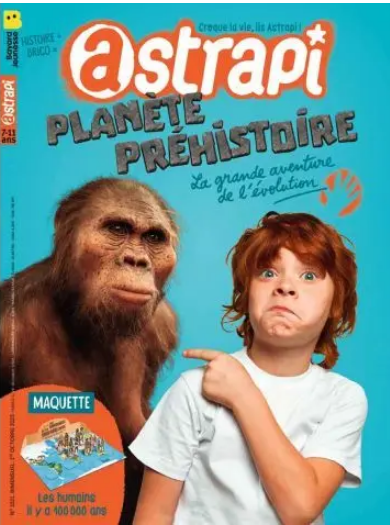 Bayard Jeunesse
HISTOIRE +
BRICO +
Croque la vie, lis Astrapi !
astrapi
astrapi
7-11 ans
PLANÈTE
PRÉHISTOIRE
La grande aventure
de l'évolution
MAQUETTE
Les humains
il y a 100 000 ans